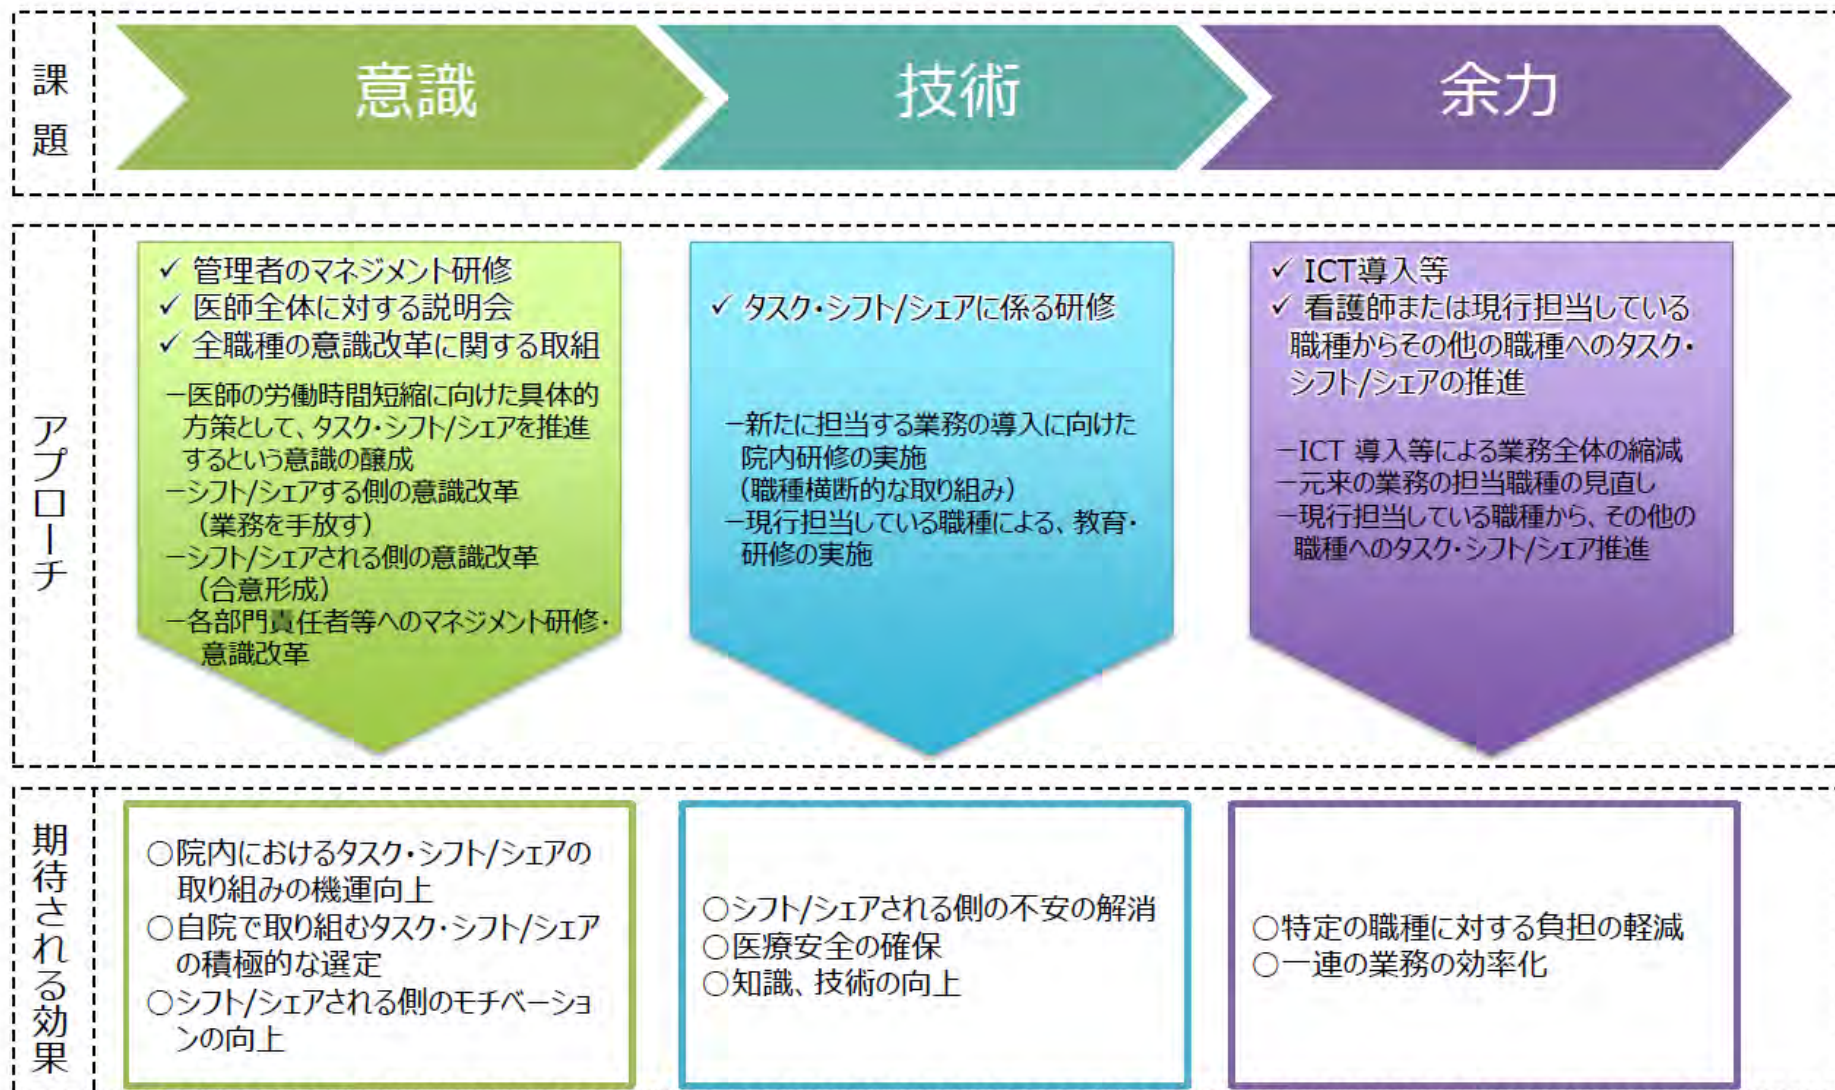 課題
意識
技術
余力
アプローチ
✓ 管理者のマネジメント研修
✓ 医師全体に対する説明会
✓ 全職種の意識改革に関する取組
－医師の労働時間短縮に向けた具体的
方策として、タスク・シフト/シェアを推進
するという意識の醸成
－シフト/シェアする側の意識改革
（業務を手放す）
－シフト/シェアされる側の意識改革
（合意形成）
－各部門責任者等へのマネジメント研修・
意識改革
✓ タスク・シフト/シェアに係る研修
－新たに担当する業務の導入に向けた
院内研修の実施
（職種横断的な取り組み）
－現行担当している職種による、教育・
研修の実施
✓ ICT導入等
✓ 看護師または現行担当している
職種からその他の職種へのタスク・
シフト/シェアの推進
－ICT 導入等による業務全体の縮減
－元来の業務の担当職種の見直し
－現行担当している職種から、その他の
職種へのタスク・シフト/シェア推進
期待される効果
○院内におけるタスク・シフト/シェアの
取り組みの機運向上
○自院で取り組むタスク・シフト/シェア
の積極的な選定
○シフト/シェアされる側のモチベーショ
ンの向上
○シフト/シェアされる側の不安の解消
○医療安全の確保
○知識、技術の向上
○特定の職種に対する負担の軽減
○一連の業務の効率化